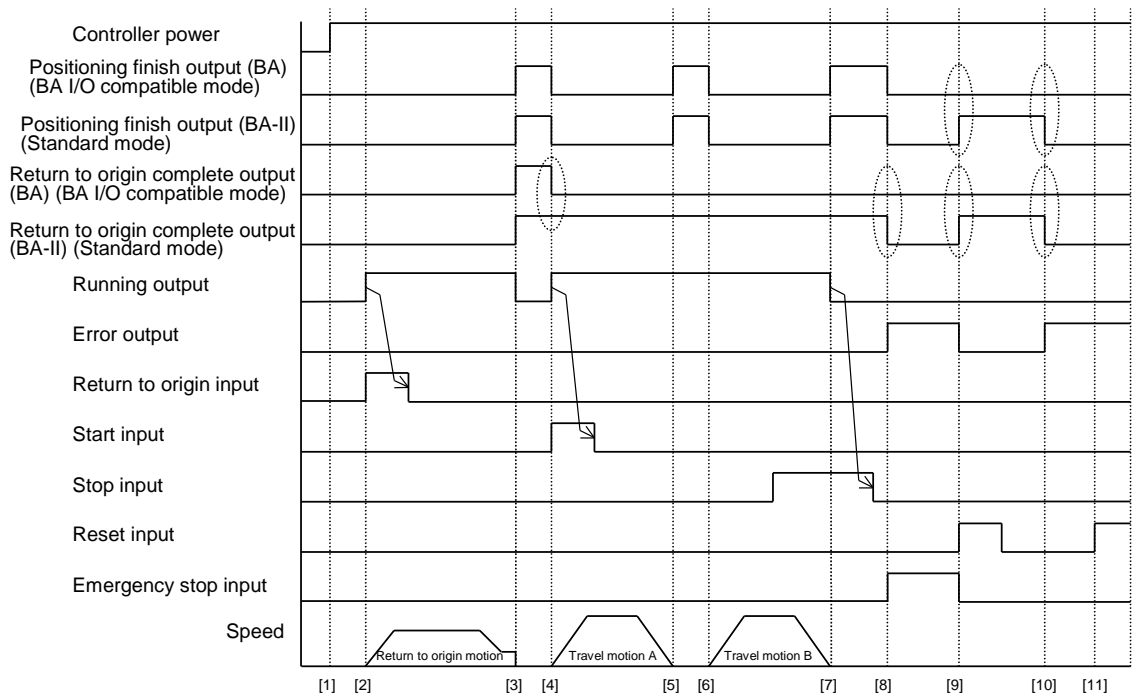 Controller power
Positioning finish output (BA)
(BA I/O compatible mode)
Positioning finish output (BA-II)
(Standard mode)
Return to origin complete output
(BA) (BA I/O compatible mode)
Return to origin complete output
(BA-II) (Standard mode)
Running output
Error output
Return to origin input
Start input
Stop input
Reset input
Emergency stop input
Speed
Return to origin motion
Travel motion A
Travel motion B
[1] [2] [3] [4] [5] [6] [7] [8] [9] [10] [11]